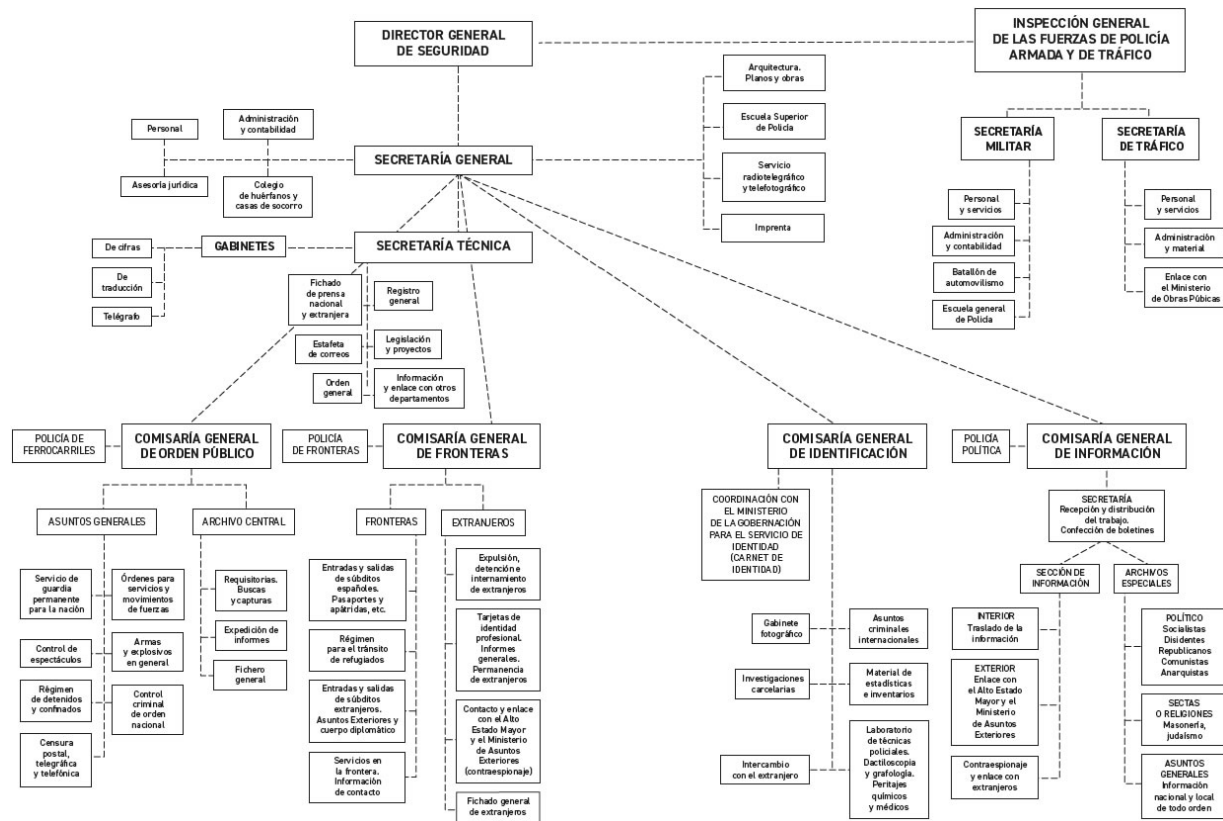 DIRECTOR GENERAL
DE SEGURIDAD
INSPECCIÓN GENERAL
DE LAS FUERZAS DE POLICÍA
ARMADA Y DE TRÁFICO
Arquitectura.
Planos y obras
Escuela Superior
de Policía
Servicio
radiotelegráfico
y telefotográfico
Imprenta
Personal
Administración
y contabilidad
SECRETARÍA GENERAL
Asesoría jurídica
Colegio
de huérfanos y
casas de socorro
SECRETARÍA
MILITAR
SECRETARÍA
DE TRÁFICO
Personal
y servicios
Administración
y contabilidad
Batallón de
automovilismo
Escuela general
de Policía
Personal
y servicios
Administración
y material
Enlace con
el Ministerio
de Obras Púbicas
De cifras
De
traducción
Telégrafo
GABINETES
SECRETARÍA TÉCNICA
Fichado
de prensa
nacional
y extranjera
Registro
general
Estafeta
de correos
Legislación
y proyectos
Orden
general
Información
y enlace con otros
departamentos
POLICÍA DE
FERROCARRILES
COMISARÍA GENERAL
DE ORDEN PÚBLICO
POLICÍA
DE FRONTERAS
COMISARÍA GENERAL
DE FRONTERAS
COMISARÍA GENERAL
DE IDENTIFICACIÓN
POLICÍA
POLÍTICA
COMISARÍA GENERAL
DE INFORMACIÓN
ASUNTOS GENERALES
ARCHIVO CENTRAL
Servicio de
guardia
permanente
para la nación
Órdenes para
servicios y
movimientos
de fuerzas
Control de
espectáculos
Armas
y explosivos
en general
Régimen
de detenidos
y confinados
Control
criminal
de orden
nacional
Censura
postal,
telegráfica
y telefónica
Requisitorias.
Buscas
y capturas
Expedición de
informes
Fichero
general
FRONTERAS
EXTRANJEROS
Entradas y salidas
de súbditos
españoles.
Pasaportes y
apátridas, etc.
Régimen
para el tránsito
de refugiados
Entradas y salidas
de súbditos
extranjeros.
Asuntos Exteriores y
cuerpo diplomático
Servicios en
la frontera.
Información
de contacto
Expulsión,
detención e
internamiento
de extranjeros
Tarjetas de
identidad
profesional.
Informes
generales.
Permanencia
de extranjeros
Contacto y enlace
con el Alto
Estado Mayor
y el Ministerio
de Asuntos
Exteriores
(contraespionaje)
Fichado general
de extranjeros
COORDINACIÓN CON
EL MINISTERIO
DE LA GOBERNACIÓN
PARA EL SERVICIO DE
IDENTIDAD
(CARNET DE
IDENTIDAD)
Gabinete
fotográfico
Asuntos
criminales
internacionales
Investigaciones
carcelarias
Material de
estadísticas
e inventarios
Intercambio
con el extranjero
Laboratorio
de técnicas
policiales.
Dactiloscopia
y grafología.
Peritajes
químicos
y médicos
SECRETARÍA
Recepción y distribución
del trabajo.
Confección de boletines
SECCIÓN DE
INFORMACIÓN
ARCHIVOS
ESPECIALES
INTERIOR
Traslado de la
información
EXTERIOR
Enlace con
el Alto Estado
Mayor y el
Ministerio
de Asuntos
Exteriores
Contraespionaje
y enlace con
extranjeros
POLÍTICO
Socialistas
Disidentes
Republicanos
Comunistas
Anarquistas
SECTAS
O RELIGIONES
Masonería,
judaísmo
ASUNTOS
GENERALES
Información
nacional y local
de todo orden